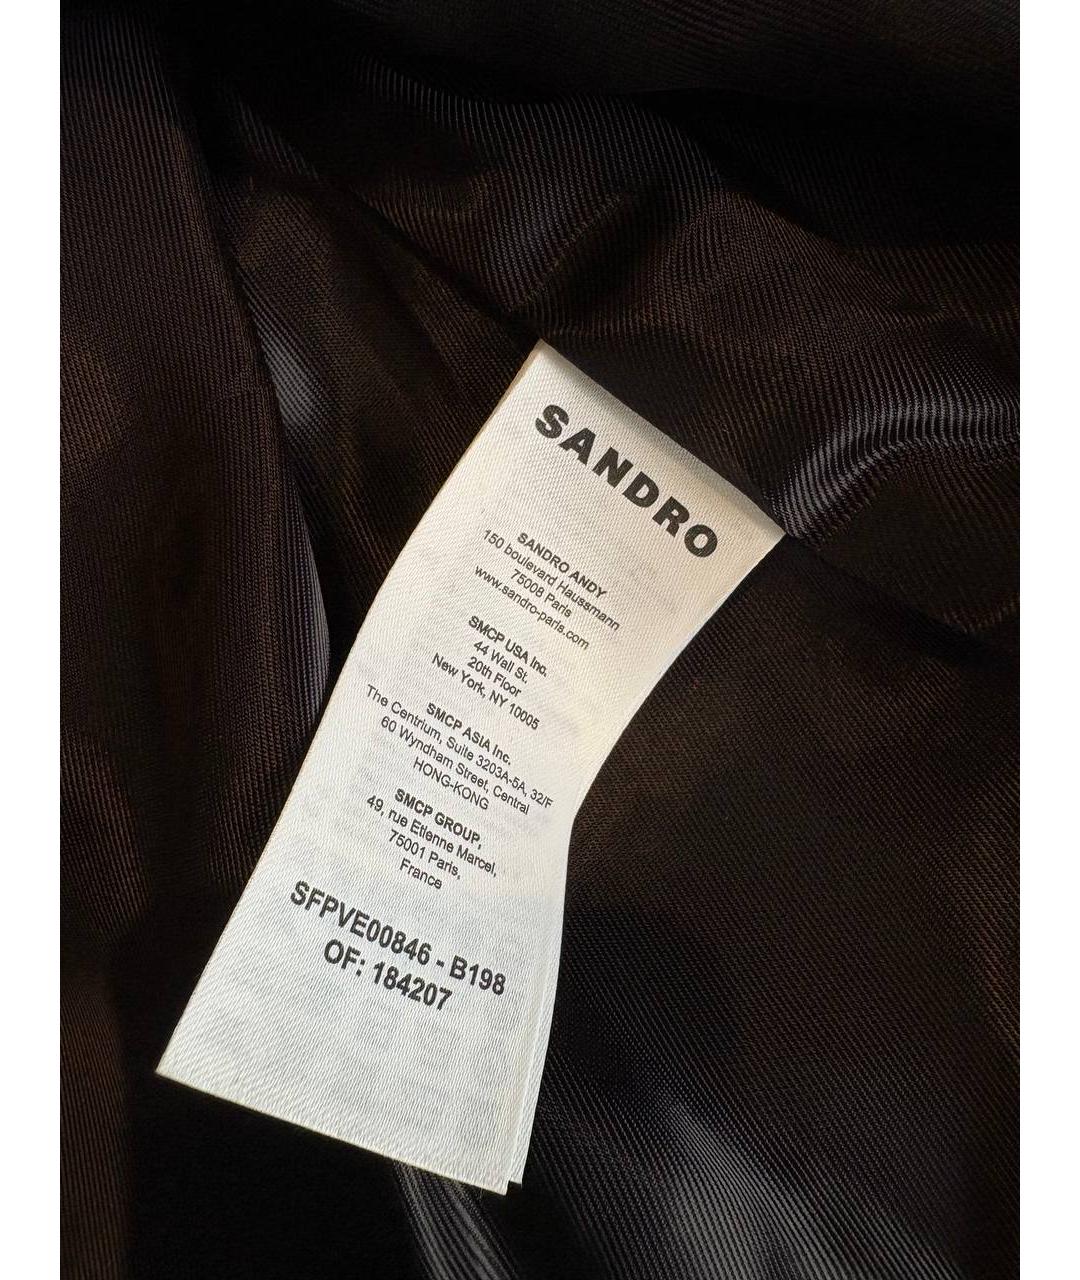 SANDRO
SANDRO ANDY
150 boulevard Haussmann
75008 Paris
www.sandro-paris.com
SMCP USA Inc.
44 Wall St.
20th Floor
New York, NY 10005
SMCP ASIA Inc.
The Centrium, Suite 3203A-5A, 32/F
60 Wyndham Street, Central
HONG-KONG
SMCP GROUP,
49, rue Etienne Marcel,
75001 Paris,
France
SFPVE00846 - B198
OF: 184207